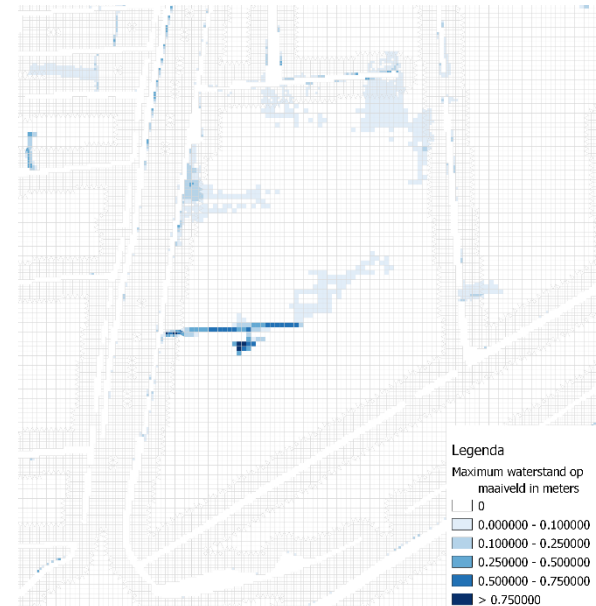 Legenda
Maximum waterstand op
maaiveld in meters
0
0.000000 - 0.100000
0.100000 - 0.250000
0.250000 - 0.500000
0.500000 - 0.750000
> 0.750000